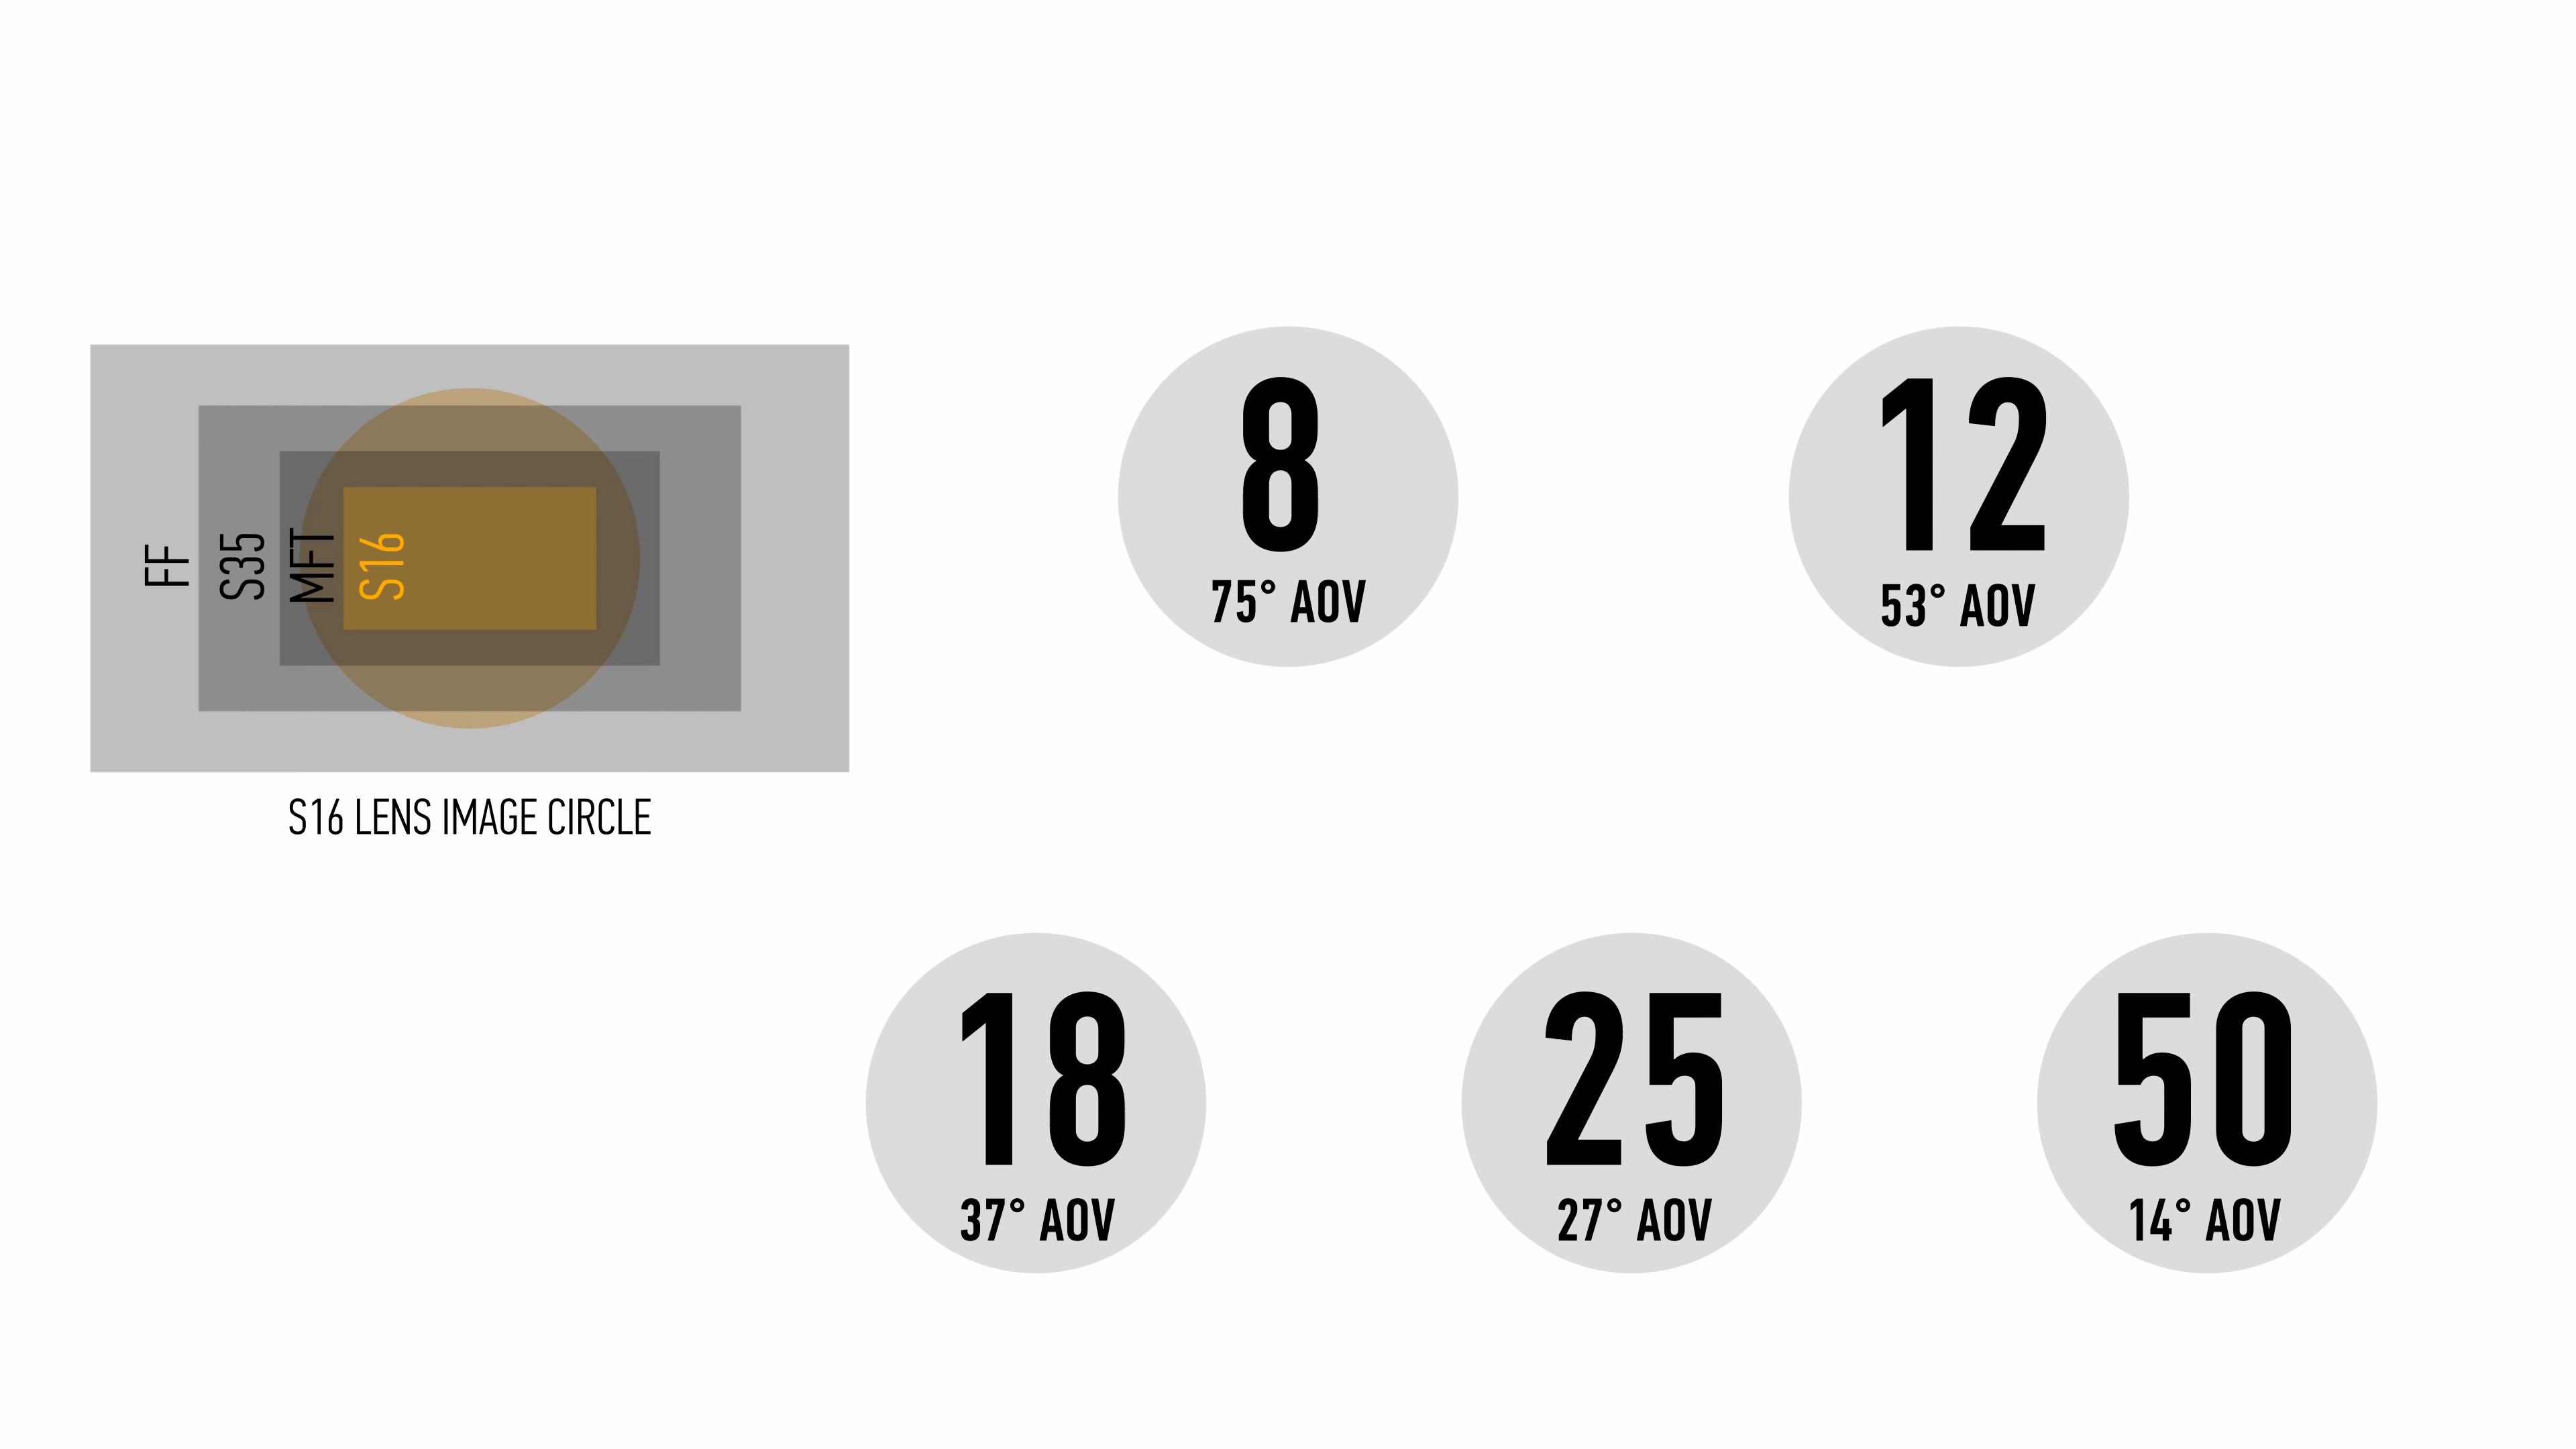 FF
S35
MFT
S16
S16 LENS IMAGE CIRCLE
8
75° AOV
12
53° AOV
18
37° AOV
25
27° AOV
50
14° AOV